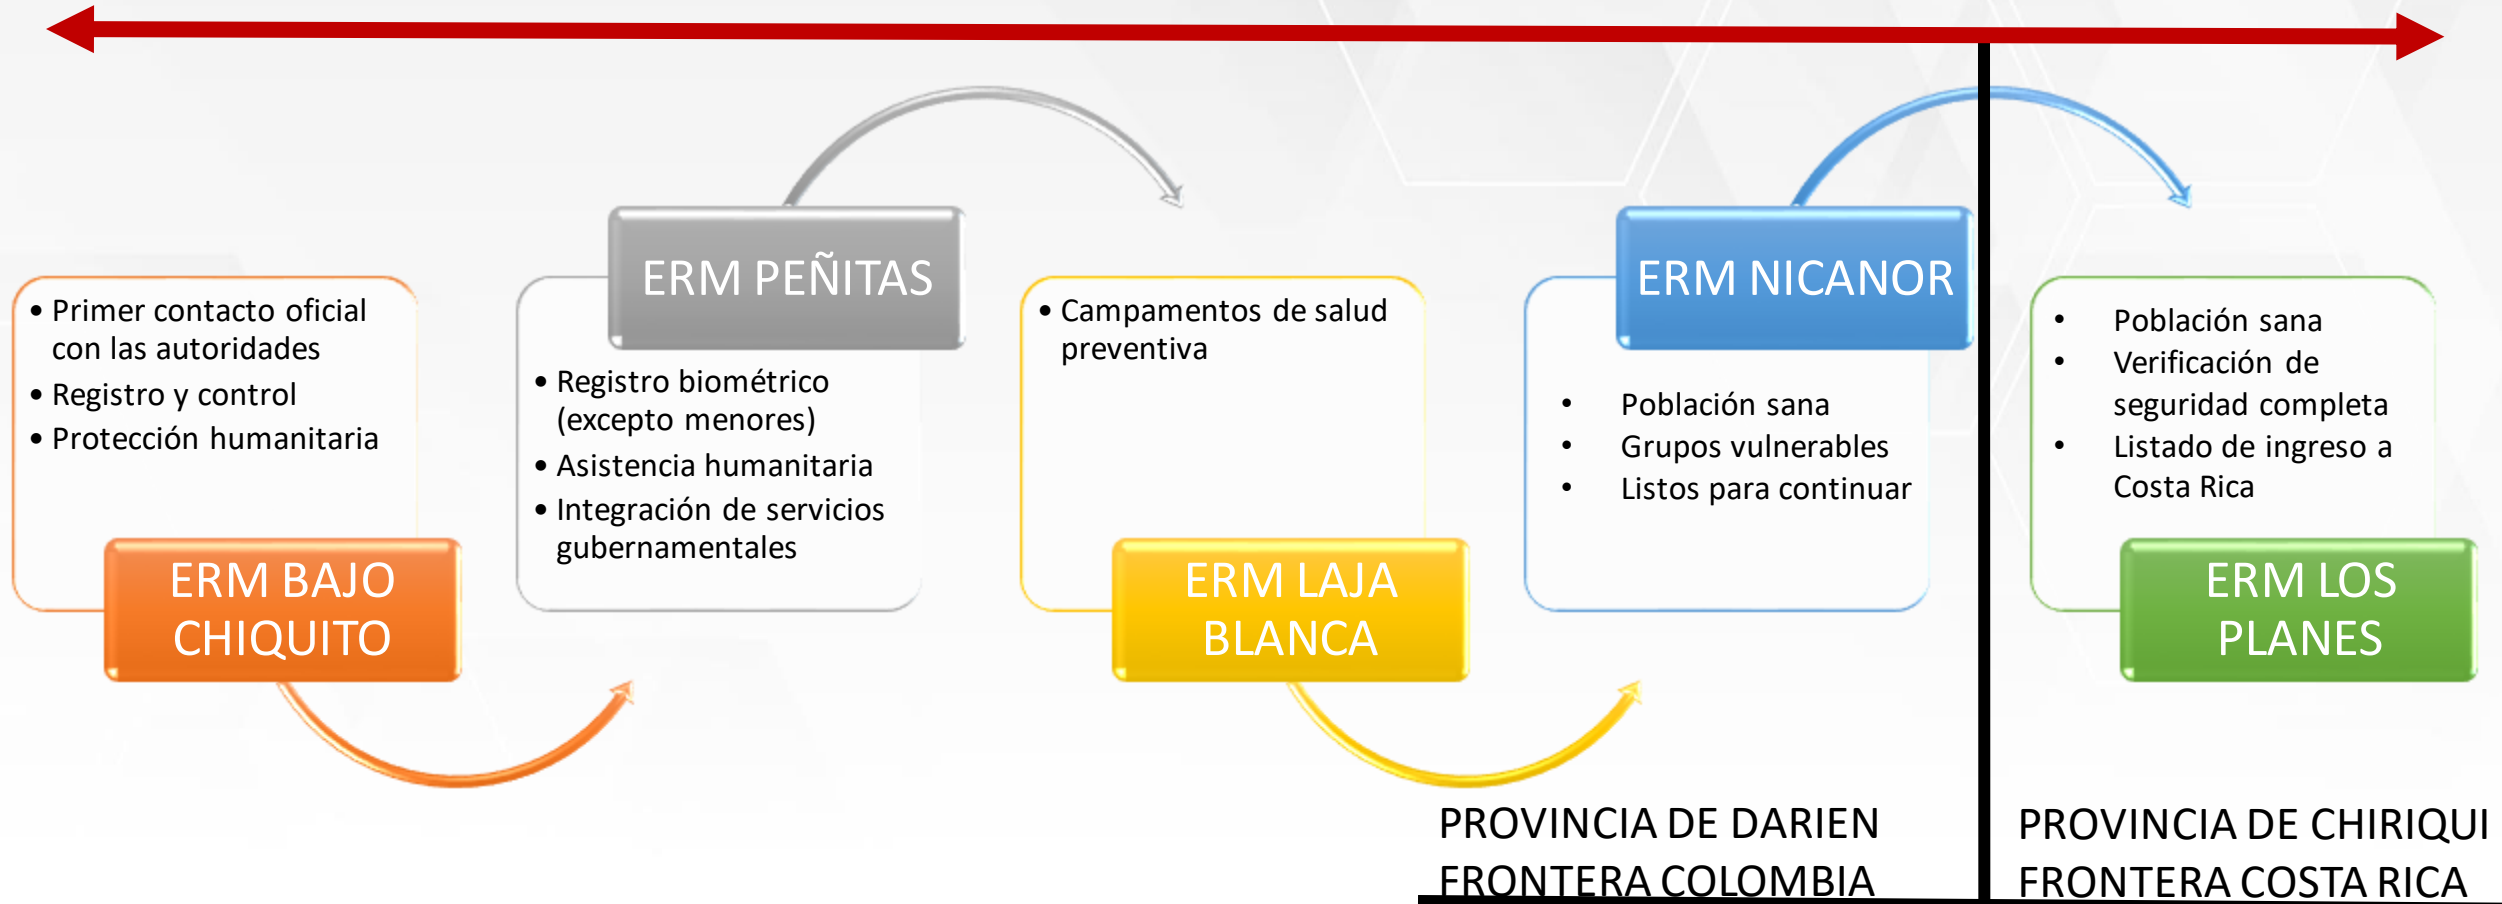 • Primer contacto oficial
con las autoridades
• Registro y control
• Protección humanitaria
ERM BAJO
CHIQUITO
ERM PEÑITAS
• Registro biométrico
(excepto menores)
• Asistencia humanitaria
• Integración de servicios
gubernamentales
• Campamentos de salud
preventiva
ERM LAJA
BLANCA
ERM NICANOR
• Población sana
• Grupos vulnerables
• Listos para continuar
• Población sana
• Verificación de
seguridad completa
• Listado de ingreso a
Costa Rica
ERM LOS
PLANES
PROVINCIA DE DARIEN
FRONTERA COLOMBIA
PROVINCIA DE CHIRIQUI
FRONTERA COSTA RICA